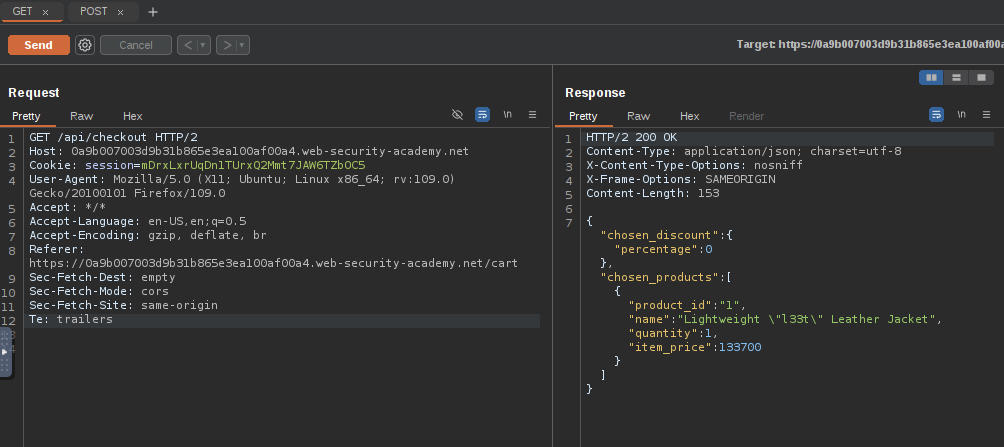 GET × POST × +
Send Cancel < > Target: https://0a9b007003d9b31b865e3ea100af00a
Request
Pretty Raw Hex \n
1 GET /api/checkout HTTP/2
2 Host: 0a9b007003d9b31b865e3ea100af00a4.web-security-academy.net
3 Cookie: session=mDrxLxrUqDnlTUrxQ2Mmt7JAW6TZbOC5
4 User-Agent: Mozilla/5.0 (X11; Ubuntu; Linux x86_64; rv:109.0)
Gecko/20100101 Firefox/109.0
5 Accept: */*
6 Accept-Language: en-US,en;q=0.5
7 Accept-Encoding: gzip, deflate, br
8 Referer:
https://0a9b007003d9b31b865e3ea100af00a4.web-security-academy.net/cart
9 Sec-Fetch-Dest: empty
10 Sec-Fetch-Mode: cors
11 Sec-Fetch-Site: same-origin
12 Te: trailers
Response
Pretty Raw Hex Render \n
1 HTTP/2 200 OK
2 Content-Type: application/json; charset=utf-8
3 X-Content-Type-Options: nosniff
4 X-Frame-Options: SAMEORIGIN
5 Content-Length: 153
6
7 {
"chosen_discount":{
"percentage":0
},
"chosen_products":[
{
"product_id":"1",
"name":"Lightweight \"l33t\" Leather Jacket",
"quantity":1,
"item_price":133700
}
]
}